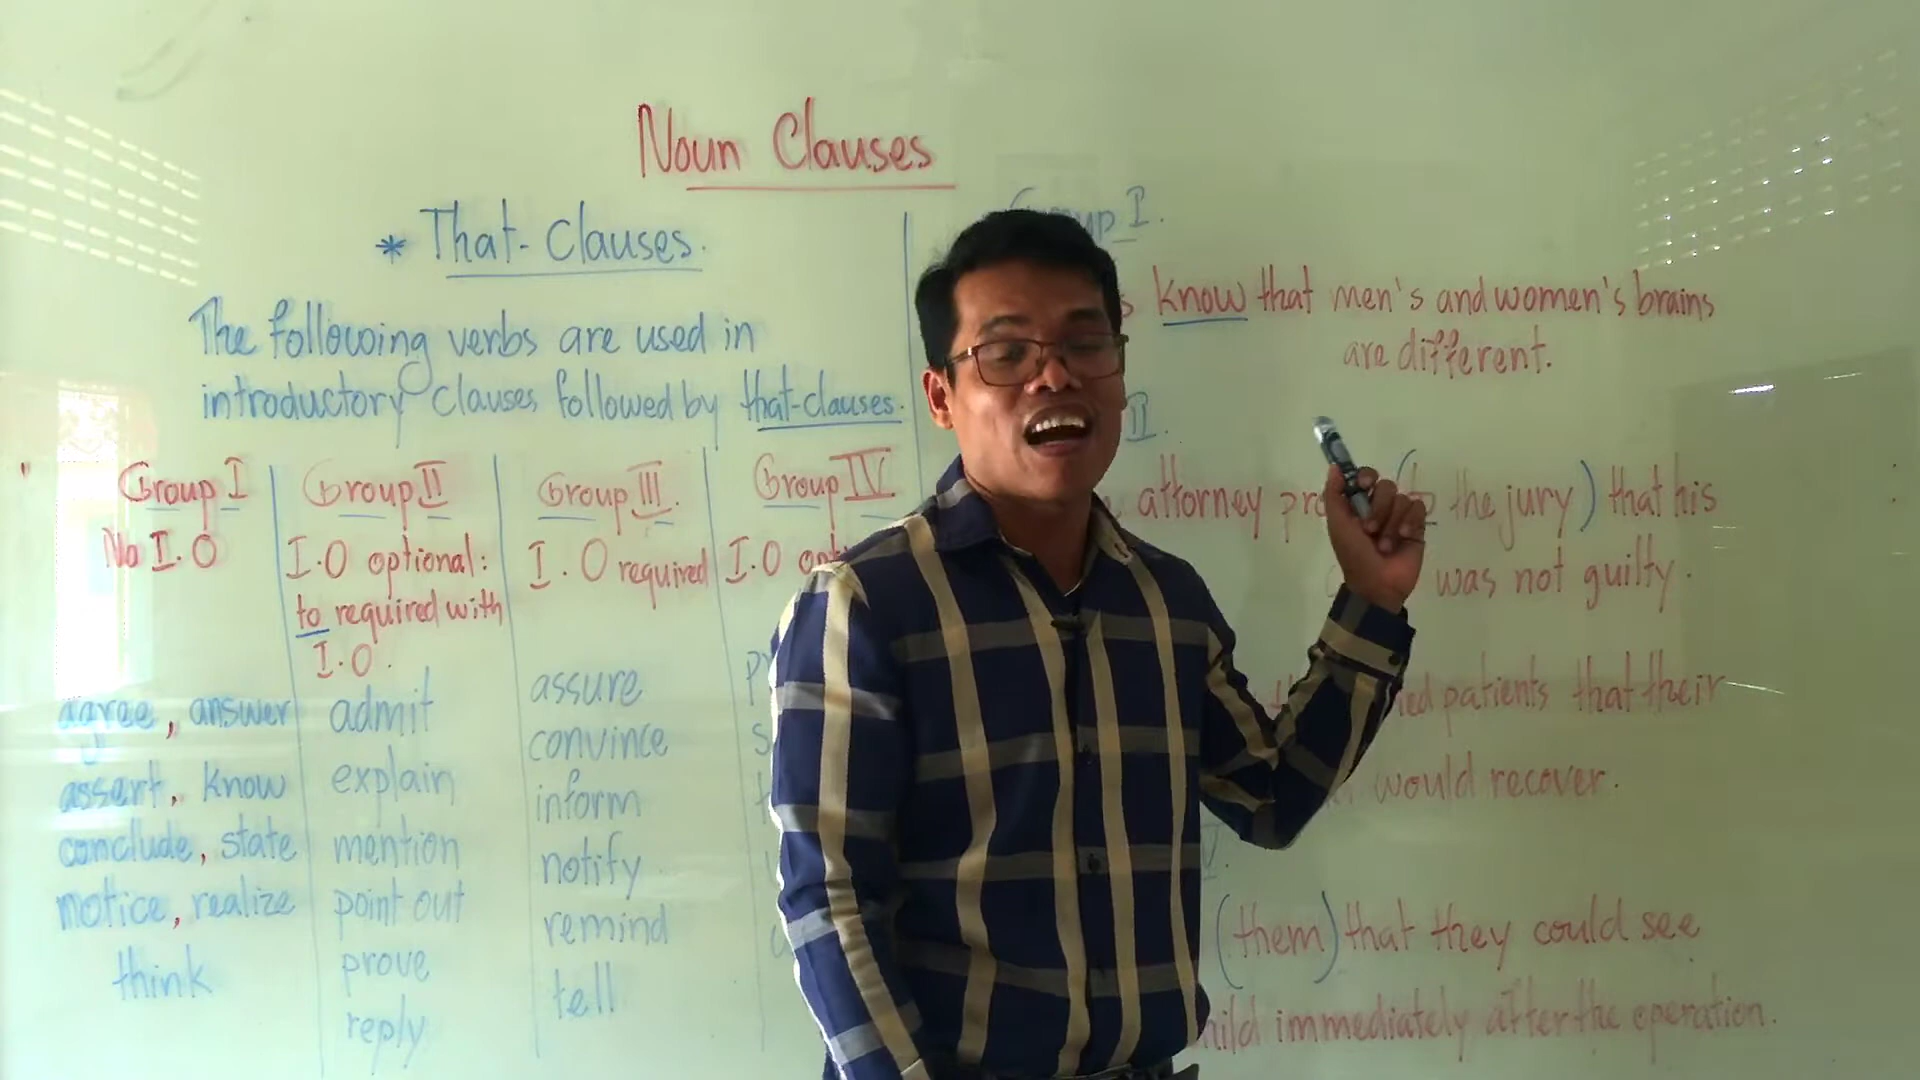 Noun Clauses
* That-Clauses.
The following verbs are used in
introductory clauses followed by that-clauses.
Group I
No I.O
agree, answer
assert, know
conclude, state
notice, realize
think
Group II
I.O optional:
to required with
I.O.
admit
explain
mention
point out
prove
reply
Group III.
I.O required
assure
convince
inform
notify
remind
tell
Group IV
I.O
Group I.
know that men's and women's brains
are different.
II.
attorney (to the jury) that his
was not guilty.
patients that their
would recover.
(them) that they could see
immediately after the operation.